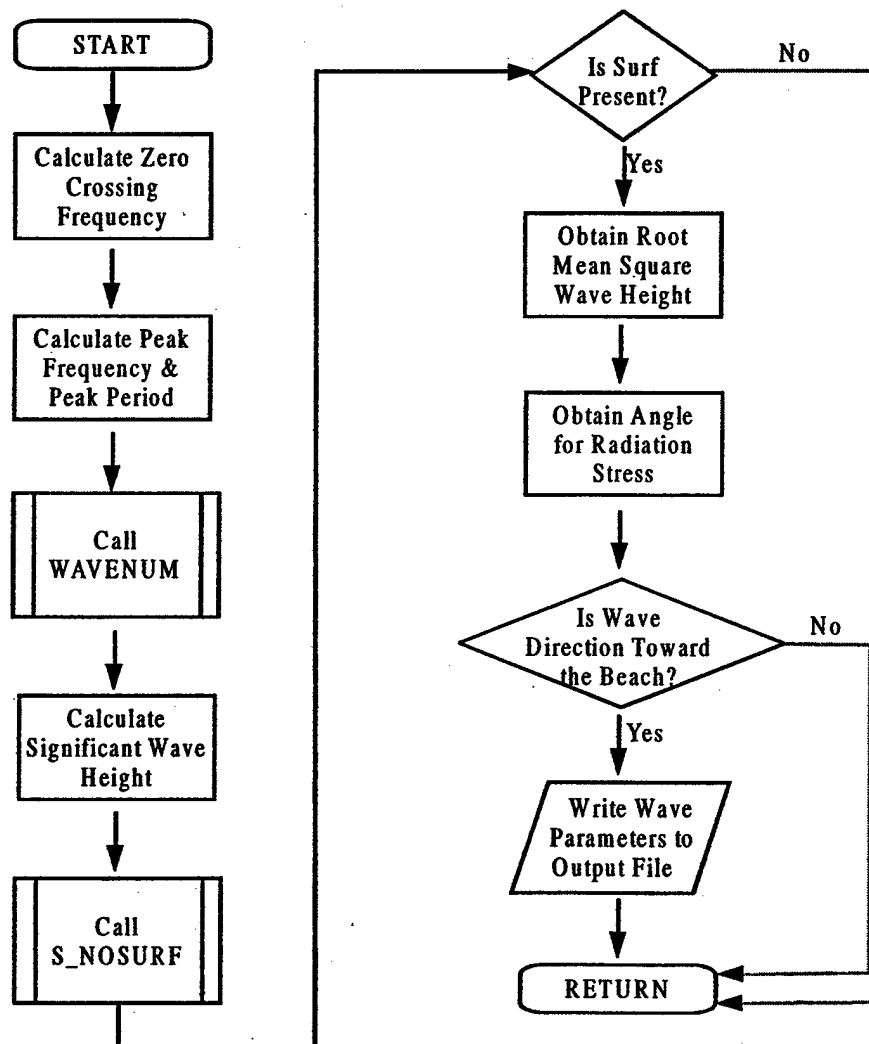 START
Calculate Zero
Crossing
Frequency
Calculate Peak
Frequency &
Peak Period
Call
WAVENUM
Calculate
Significant Wave
Height
Call
S_NOSURF
Is Surf
Present?
No
Yes
Obtain Root
Mean Square
Wave Height
Obtain Angle
for Radiation
Stress
Is Wave
Direction Toward
the Beach?
No
Yes
Write Wave
Parameters to
Output File
RETURN